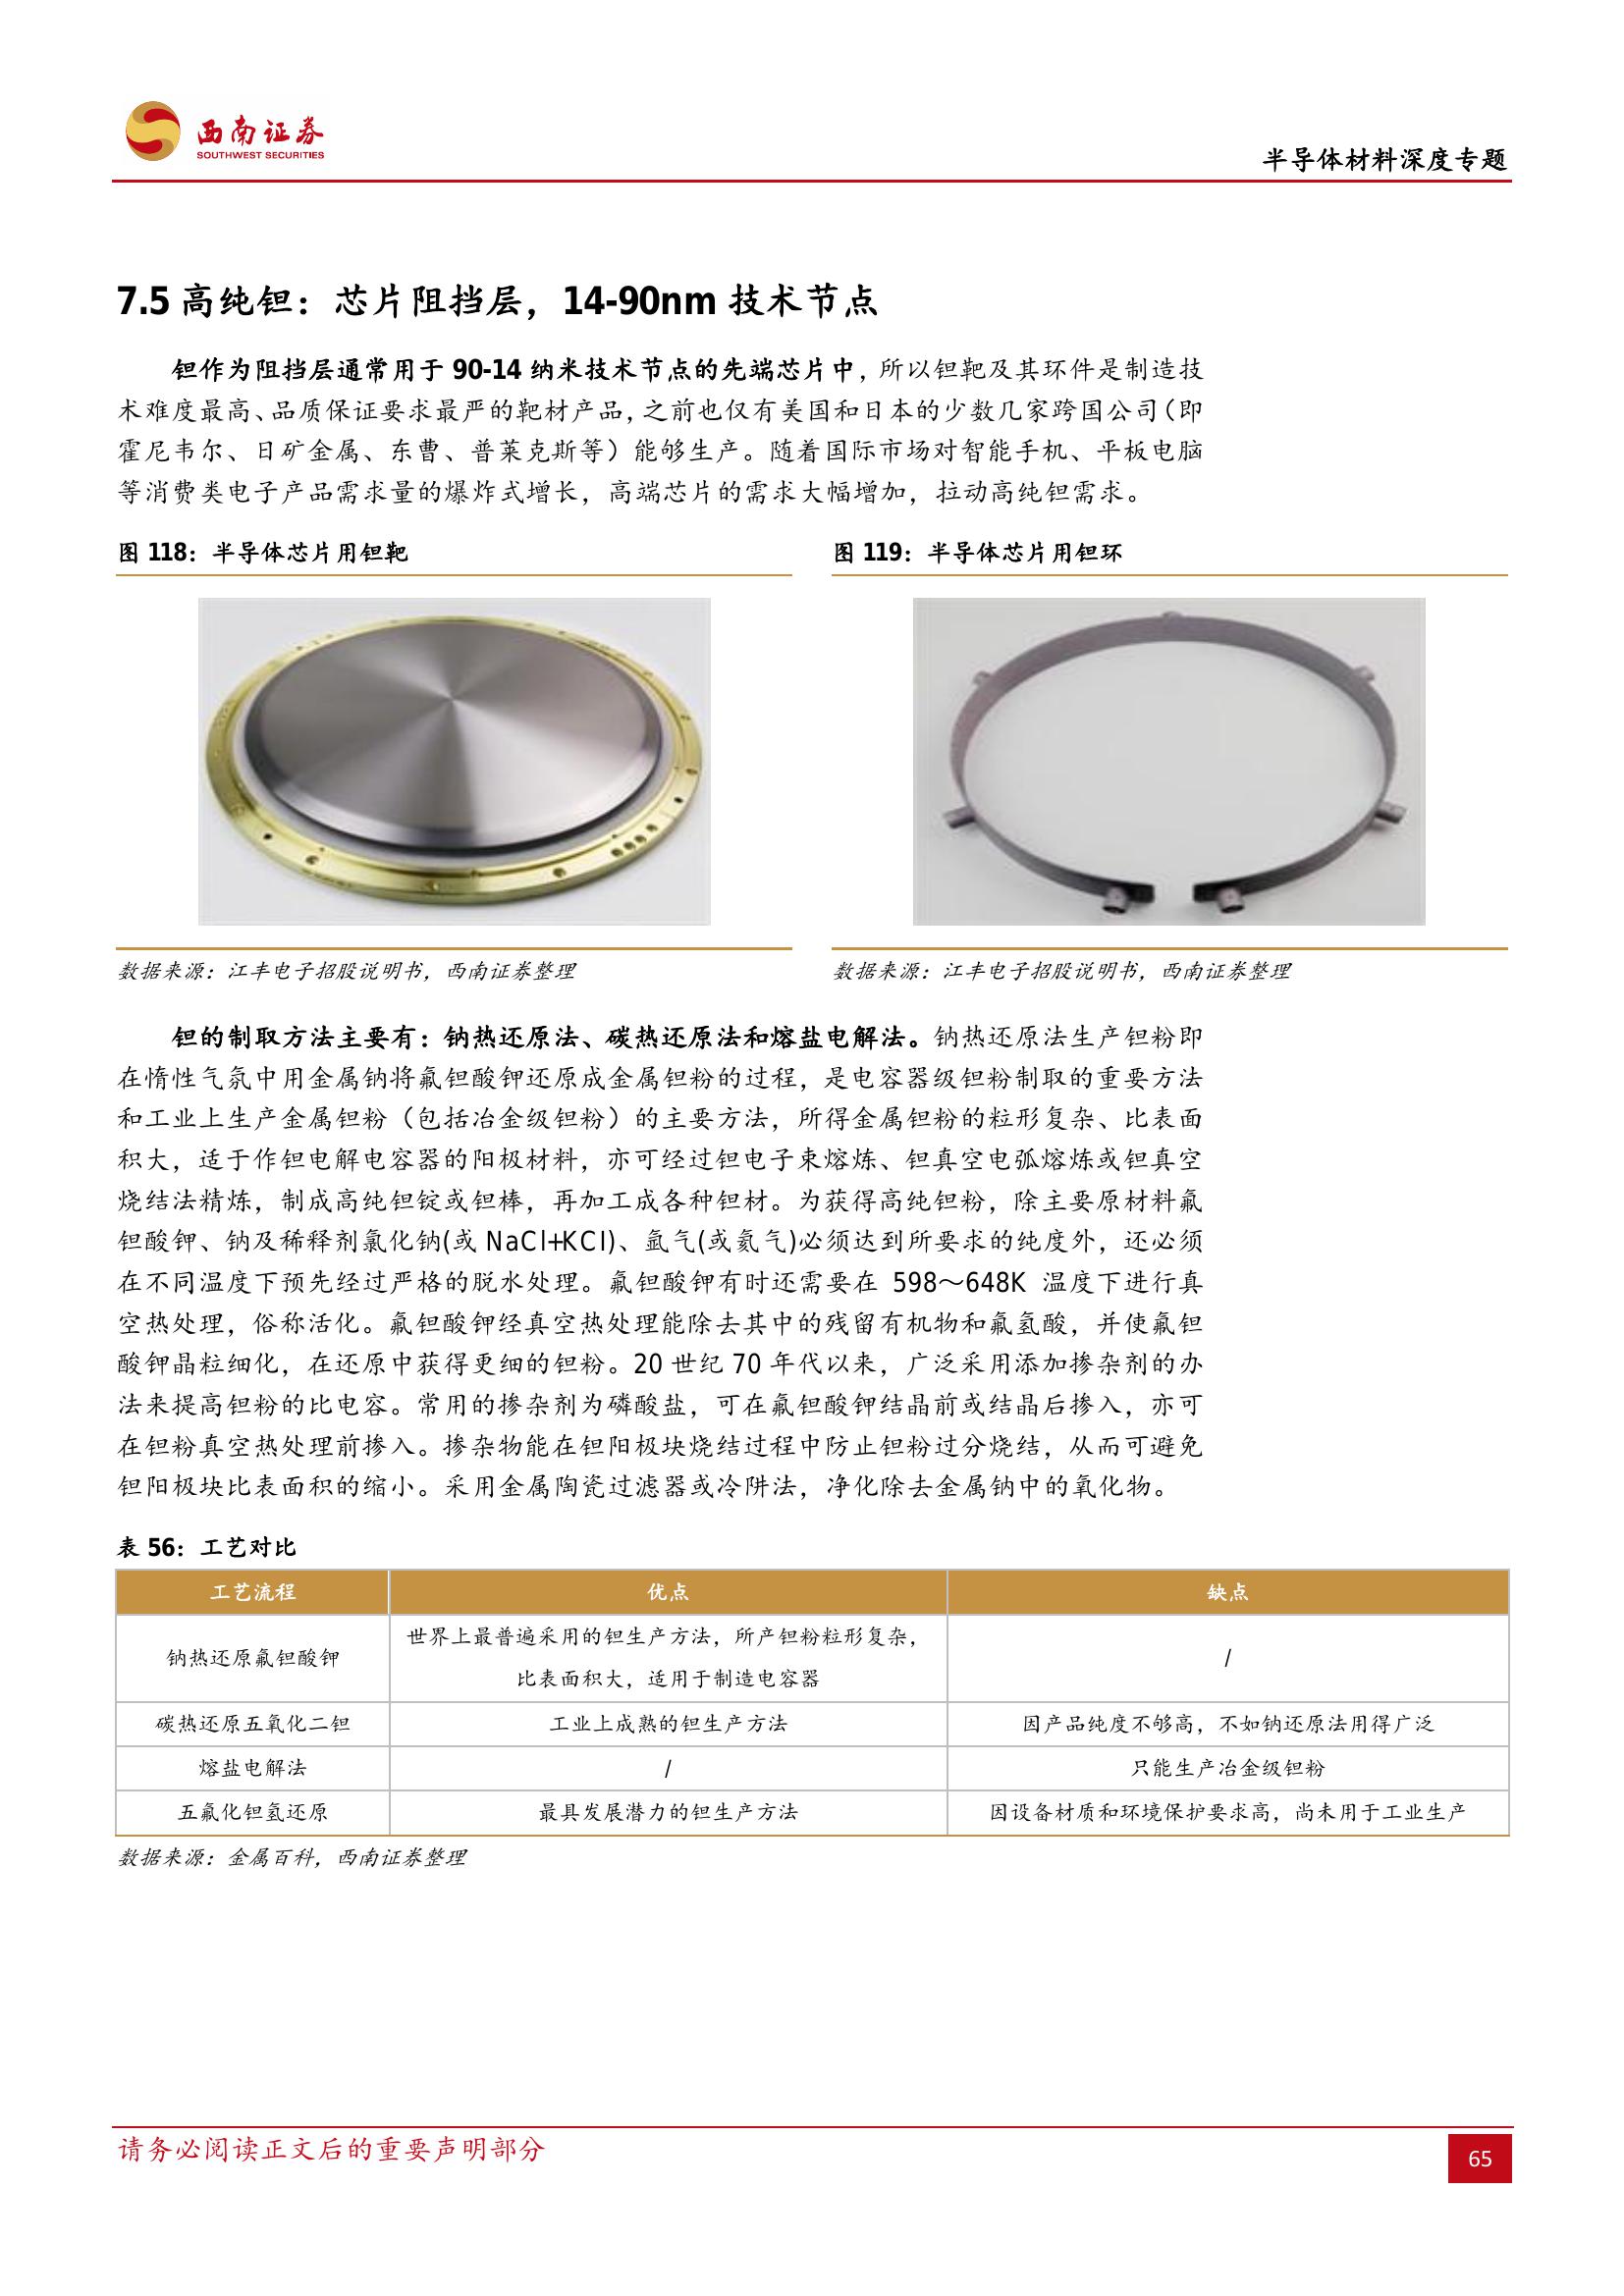 西南证券
SOUTHWEST SECURITIES
半导体材料深度专题
7.5 高纯钽：芯片阻挡层，14-90nm 技术节点
钽作为阻挡层通常用于 90-14 纳米技术节点的先端芯片中，所以钽靶及其环件是制造技
术难度最高、品质保证要求最严的靶材产品，之前也仅有美国和日本的少数几家跨国公司（即
霍尼韦尔、日矿金属、东曹、普莱克斯等）能够生产。随着国际市场对智能手机、平板电脑
等消费类电子产品需求量的爆炸式增长，高端芯片的需求大幅增加，拉动高纯钽需求。
图 118：半导体芯片用钽靶
图 119：半导体芯片用钽环
数据来源：江丰电子招股说明书，西南证券整理
数据来源：江丰电子招股说明书，西南证券整理
钽的制取方法主要有：钠热还原法、碳热还原法和熔盐电解法。钠热还原法生产钽粉即
在惰性气氛中用金属钠将氟钽酸钾还原成金属钽粉的过程，是电容器级钽粉制取的重要方法
和工业上生产金属钽粉（包括冶金级钽粉）的主要方法，所得金属钽粉的粒形复杂、比表面
积大，适于作钽电解电容器的阳极材料，亦可经过钽电子束熔炼、钽真空电弧熔炼或钽真空
烧结法精炼，制成高纯钽锭或钽棒，再加工成各种钽材。为获得高纯钽粉，除主要原材料氟
钽酸钾、钠及稀释剂氯化钠(或 NaCl+KCl)、氩气(或氦气)必须达到所要求的纯度外，还必须
在不同温度下预先经过严格的脱水处理。氟钽酸钾有时还需要在 598～648K 温度下进行真
空热处理，俗称活化。氟钽酸钾经真空热处理能除去其中的残留有机物和氟氢酸，并使氟钽
酸钾晶粒细化，在还原中获得更细的钽粉。20 世纪 70 年代以来，广泛采用添加掺杂剂的办
法来提高钽粉的比电容。常用的掺杂剂为磷酸盐，可在氟钽酸钾结晶前或结晶后掺入，亦可
在钽粉真空热处理前掺入。掺杂物能在钽阳极块烧结过程中防止钽粉过分烧结，从而可避免
钽阳极块比表面积的缩小。采用金属陶瓷过滤器或冷阱法，净化除去金属钠中的氧化物。
表 56：工艺对比
工艺流程 优点 缺点
钠热还原氟钽酸钾 世界上最普遍采用的钽生产方法，所产钽粉粒形复杂， /
比表面积大，适用于制造电容器
碳热还原五氧化二钽 工业上成熟的钽生产方法 因产品纯度不够高，不如钠还原法用得广泛
熔盐电解法 / 只能生产冶金级钽粉
五氟化钽氢还原 最具发展潜力的钽生产方法 因设备材质和环境保护要求高，尚未用于工业生产
数据来源：金属百科，西南证券整理
请务必阅读正文后的重要声明部分
65